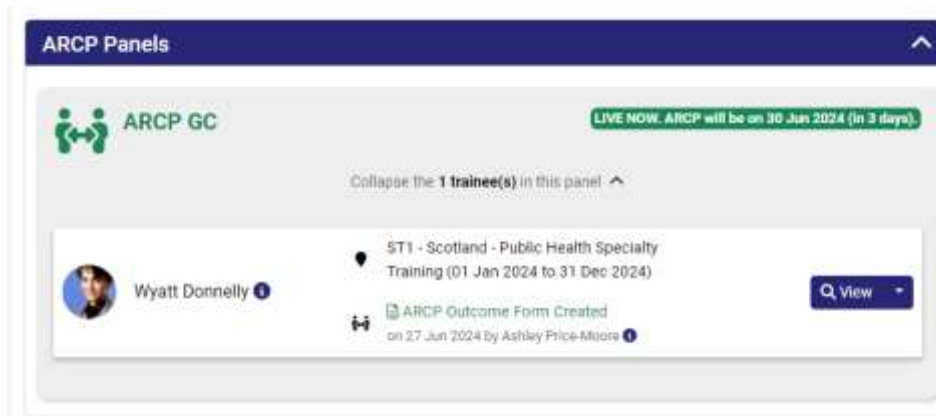 ARCP Panels
ARCP GC
LIVE NOW. ARCP will be on 30 Jun 2024 (in 3 days).
Collapse the 1 trainee(s) in this panel
ST1 - Scotland - Public Health Specialty
Training (01 Jan 2024 to 31 Dec 2024)
Wyatt Donnelly
View
ARCP Outcome Form Created
on 27 Jun 2024 by Ashley Price-Moore